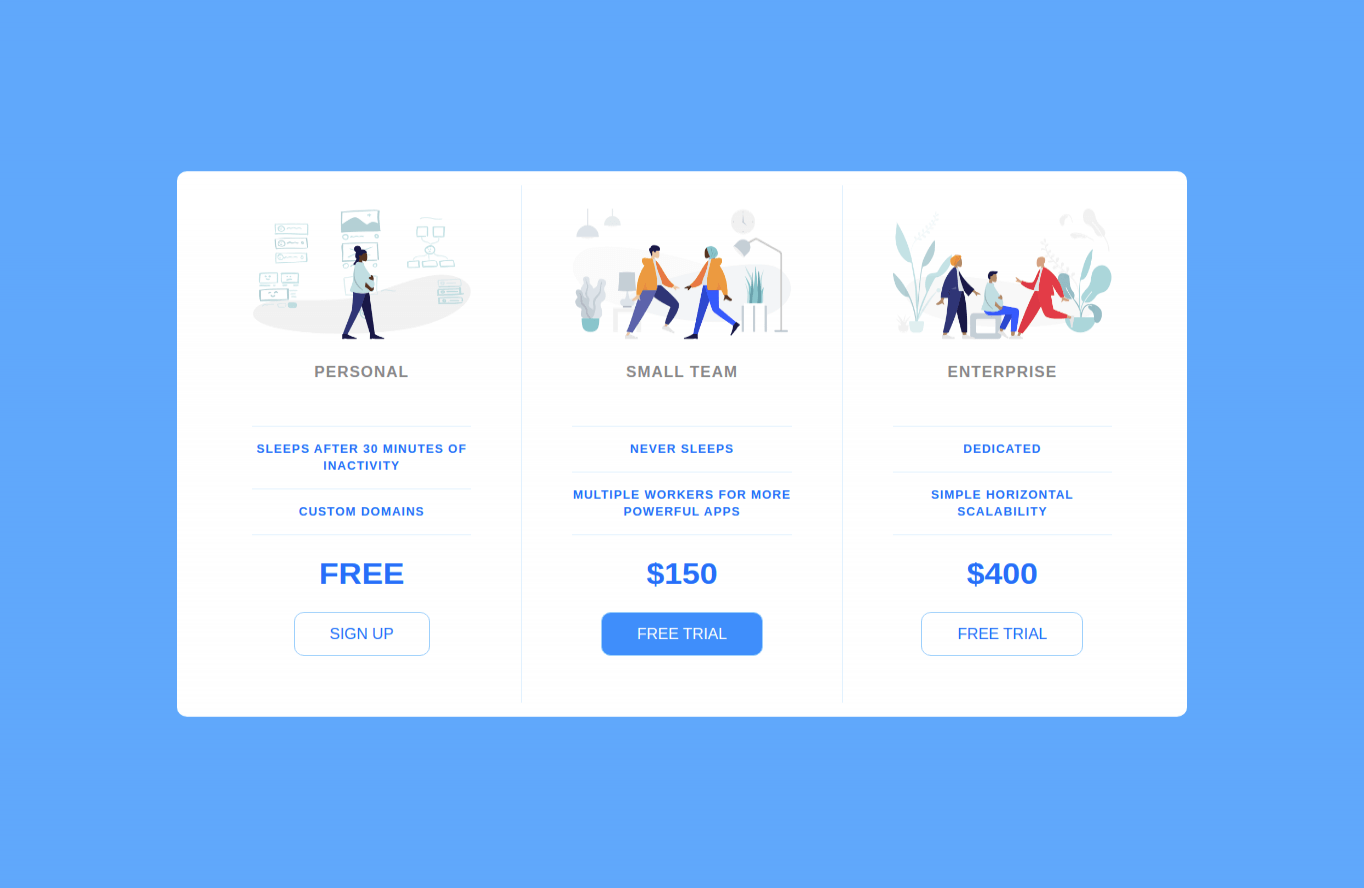 PERSONAL
SLEEPS AFTER 30 MINUTES OF
INACTIVITY
CUSTOM DOMAINS
FREE
SIGN UP
SMALL TEAM
NEVER SLEEPS
MULTIPLE WORKERS FOR MORE
POWERFUL APPS
$150
FREE TRIAL
ENTERPRISE
DEDICATED
SIMPLE HORIZONTAL
SCALABILITY
$400
FREE TRIAL